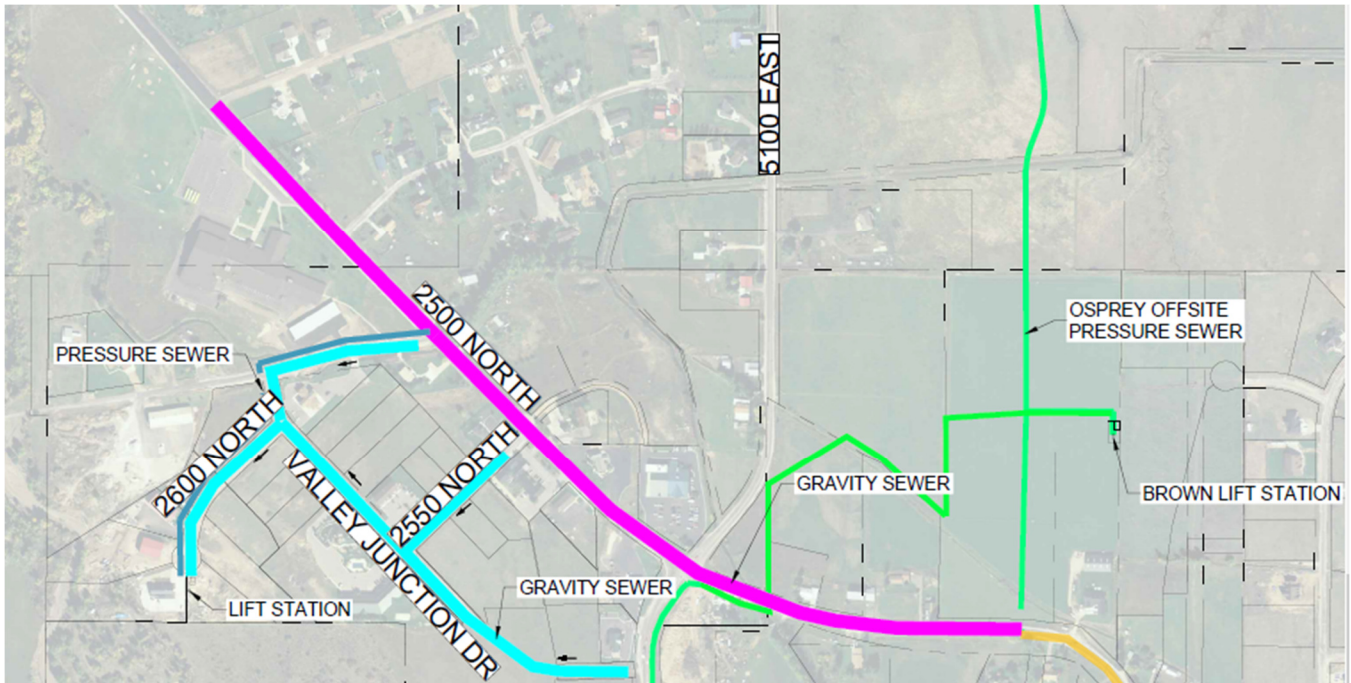 5100 EAST
2500 NORTH
OSPREY OFFSITE
PRESSURE SEWER
PRESSURE SEWER
2600 NORTH
VALLEY JUNCTION DR
2550 NORTH
GRAVITY SEWER
P
BROWN LIFT STATION
GRAVITY SEWER
LIFT STATION